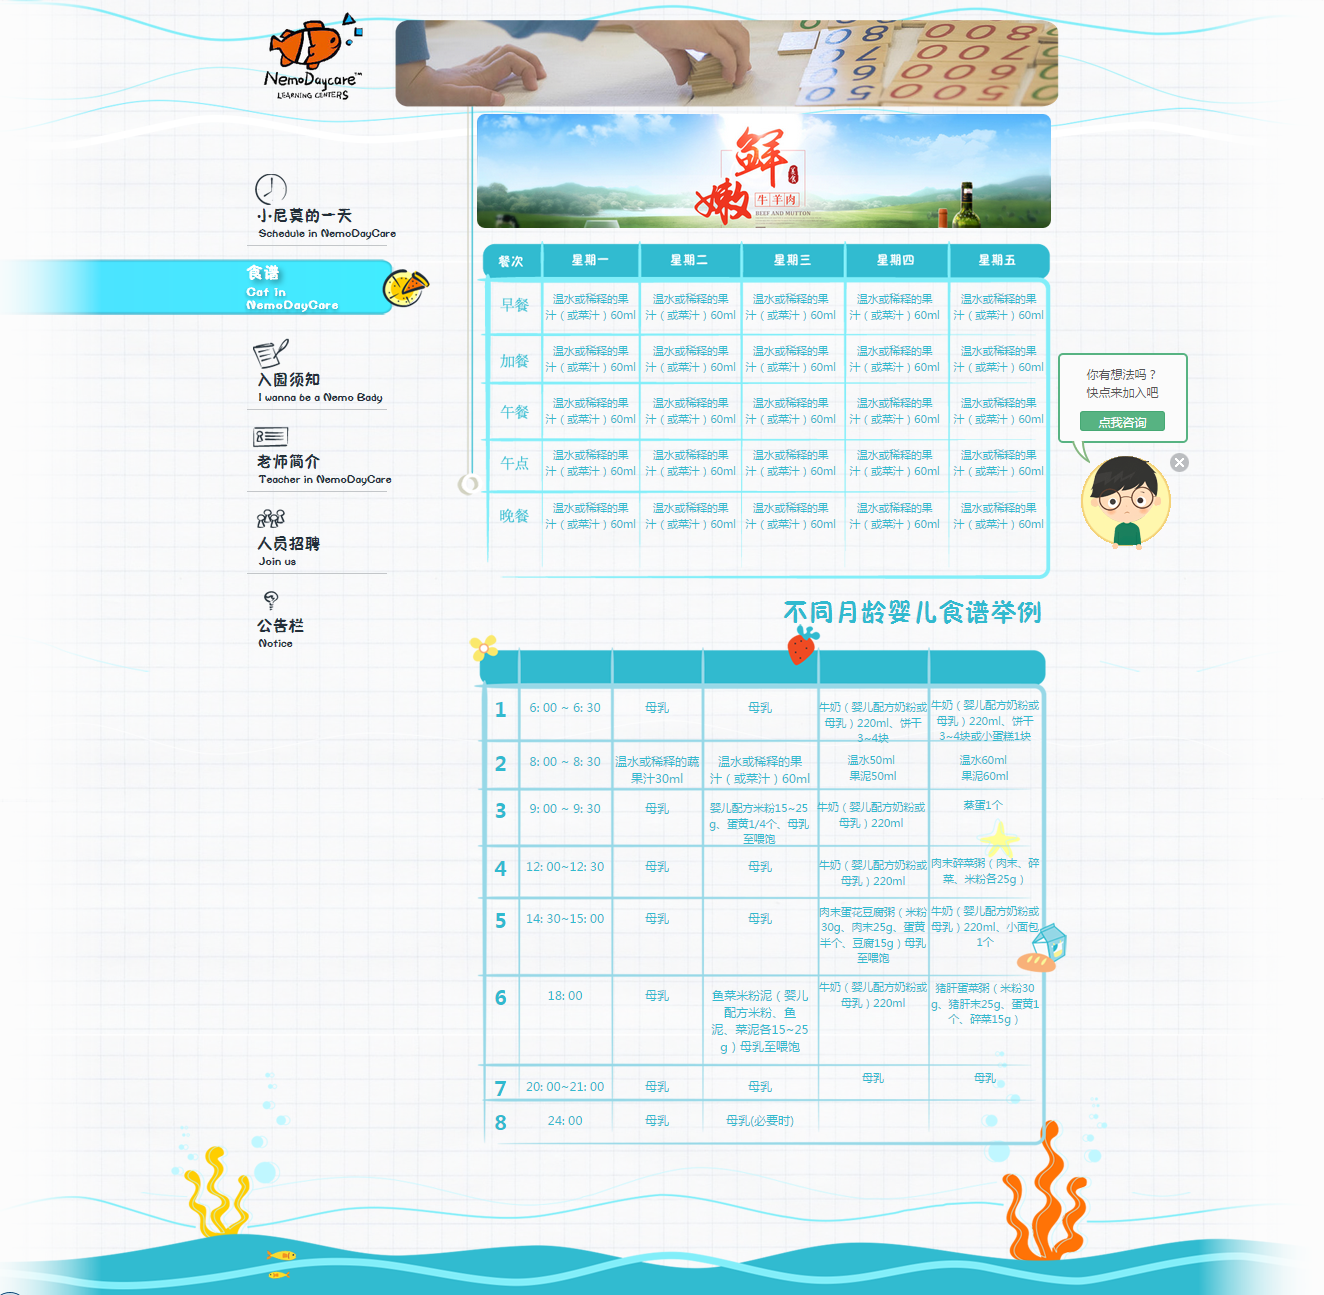 NemoDaycare™
LEARNING CENTERS
8 0 0 8 0 0 8 0
7 0 0 7 0 0 7 0
6 0 0 6 0 0 6 0
5 0 0 5 0 0 5 0
鲜
嫩
美食
牛羊肉
BEEF AND MUTTON
小尼莫的一天
Schedule in NemoDayCare
食谱
Cat in
NemoDayCare
入园须知
I wanna be a Nemo Bady
老师简介
Teacher in NemoDayCare
人员招聘
Join us
公告栏
Notice
餐次 星期一 星期二 星期三 星期四 星期五
早餐 温水或稀释的果 温水或稀释的果 温水或稀释的果 温水或稀释的果 温水或稀释的果
汁（或菜汁）60ml 汁（或菜汁）60ml 汁（或菜汁）60ml 汁（或菜汁）60ml 汁（或菜汁）60ml
加餐 温水或稀释的果 温水或稀释的果 温水或稀释的果 温水或稀释的果 温水或稀释的果
汁（或菜汁）60ml 汁（或菜汁）60ml 汁（或菜汁）60ml 汁（或菜汁）60ml 汁（或菜汁）60ml
午餐 温水或稀释的果 温水或稀释的果 温水或稀释的果 温水或稀释的果 温水或稀释的果
汁（或菜汁）60ml 汁（或菜汁）60ml 汁（或菜汁）60ml 汁（或菜汁）60ml 汁（或菜汁）60ml
午点 温水或稀释的果 温水或稀释的果 温水或稀释的果 温水或稀释的果 温水或稀释的果
汁（或菜汁）60ml 汁（或菜汁）60ml 汁（或菜汁）60ml 汁（或菜汁）60ml 汁（或菜汁）60ml
晚餐 温水或稀释的果 温水或稀释的果 温水或稀释的果 温水或稀释的果 温水或稀释的果
汁（或菜汁）60ml 汁（或菜汁）60ml 汁（或菜汁）60ml 汁（或菜汁）60ml 汁（或菜汁）60ml
你有想法吗？
快点来加入吧
点我咨询
不同月龄婴儿食谱举例
1 6: 00 ~ 6: 30 母乳 母乳 牛奶（婴儿配方奶粉或 牛奶（婴儿配方奶粉或
母乳）220ml、饼干 母乳）220ml、饼干
3~4块 3~4块或小蛋糕1块
2 8: 00 ~ 8: 30 温水或稀释的蔬 温水或稀释的果 温水50ml 温水60ml
果汁30ml 汁（或菜汁）60ml 果泥50ml 果泥60ml
3 9: 00 ~ 9: 30 母乳 婴儿配方米粉15~25 牛奶（婴儿配方奶粉或 蒸蛋1个
g、蛋黄1/4个、母乳 母乳）220ml
至喂饱
4 12: 00~12: 30 母乳 母乳 牛奶（婴儿配方奶粉或 肉末碎菜粥（肉末、碎
母乳）220ml 菜、米粉各25g）
5 14: 30~15: 00 母乳 母乳 肉末蛋花豆腐粥（米粉 牛奶（婴儿配方奶粉或
30g、肉末25g、蛋黄 母乳）220ml、小面包
半个、豆腐15g）母乳 1个
至喂饱
6 18: 00 母乳 鱼菜米粉泥（婴儿 牛奶（婴儿配方奶粉或 猪肝蛋菜粥（米粉30
配方米粉、鱼 母乳）220ml g、猪肝末25g、蛋黄1
泥、菜泥各15~25 个、碎菜15g）
g）母乳至喂饱
7 20: 00~21: 00 母乳 母乳 母乳 母乳
8 24: 00 母乳 母乳(必要时)